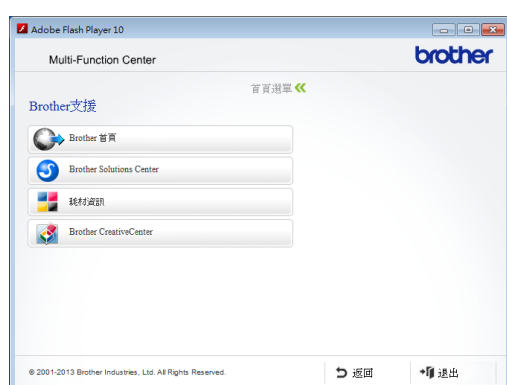 Adobe Flash Player 10
Multi-Function Center
brother
首頁選單
Brother支援
Brother 首頁
Brother Solutions Center
耗材資訊
Brother CreativeCenter
© 2001-2013 Brother Industries, Ltd. All Rights Reserved.
返回
退出